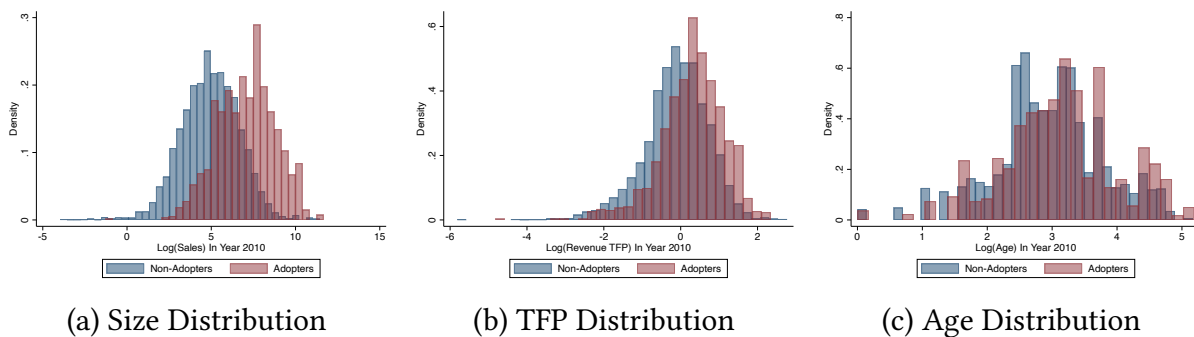 .3
.2
.1
0
Density
-5 0 5 10 15
Log(Sales) In Year 2010
Non-Adopters Adopters
(a) Size Distribution
.6
.4
.2
0
Density
-6 -4 -2 0 2
Log(Revenue TFP) In Year 2010
Non-Adopters Adopters
(b) TFP Distribution
.8
.6
.4
.2
0
Density
0 1 2 3 4 5
Log(Age) In Year 2010
Non-Adopters Adopters
(c) Age Distribution